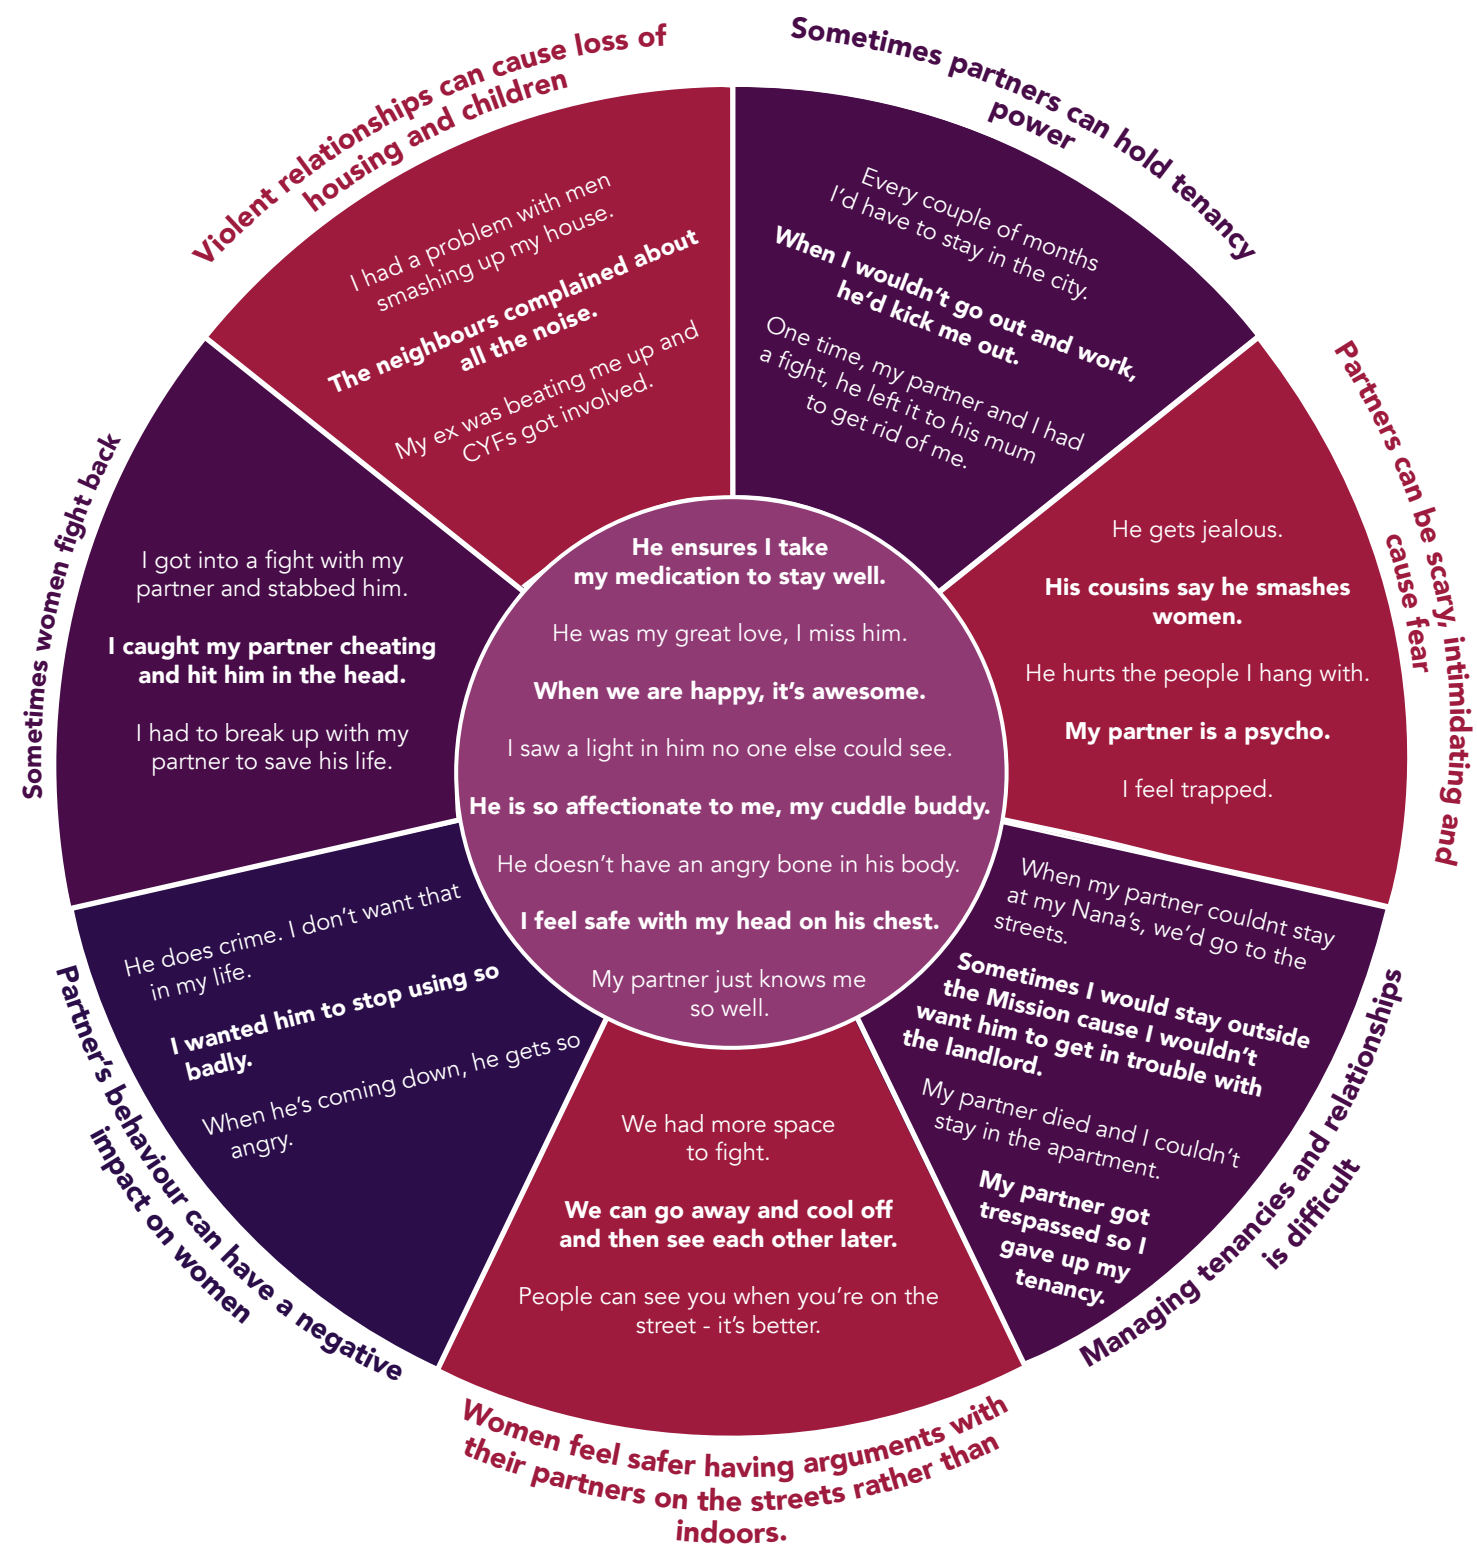 Sometimes partners can hold tenancy
power
Every couple of months
I'd have to stay in the city.
When I wouldn't go out and work,
he'd kick me out.
One time, my partner and I had
a fight, he left it to his mum
to get rid of me.
Partners can be scary, intimidating and
cause fear
He gets jealous.
His cousins say he smashes
women.
He hurts the people I hang with.
My partner is a psycho.
I feel trapped.
Managing tenancies and relationships
is difficult
When my partner couldnt stay
at my Nana's, we'd go to the
streets.
Sometimes I would stay outside
the Mission cause I wouldn't
want him to get in trouble with
the landlord.
My partner died and I couldn't
stay in the apartment.
My partner got
trespassed so I
gave up my
tenancy.
Women feel safer having arguments with
their partners on the streets rather than
indoors.
We had more space
to fight.
We can go away and cool off
and then see each other later.
People can see you when you're on the
street - it's better.
Partner's behaviour can have a negative
impact on women
He does crime. I don't want that
in my life.
I wanted him to stop using so
badly.
When he's coming down, he gets so
angry.
Sometimes women fight back
I got into a fight with my
partner and stabbed him.
I caught my partner cheating
and hit him in the head.
I had to break up with my
partner to save his life.
Violent relationships can cause loss of
housing and children
I had a problem with men
smashing up my house.
The neighbours complained about
all the noise.
My ex was beating me up and
CYFs got involved.
He ensures I take
my medication to stay well.
He was my great love, I miss him.
When we are happy, it's awesome.
I saw a light in him no one else could see.
He is so affectionate to me, my cuddle buddy.
He doesn't have an angry bone in his body.
I feel safe with my head on his chest.
My partner just knows me
so well.